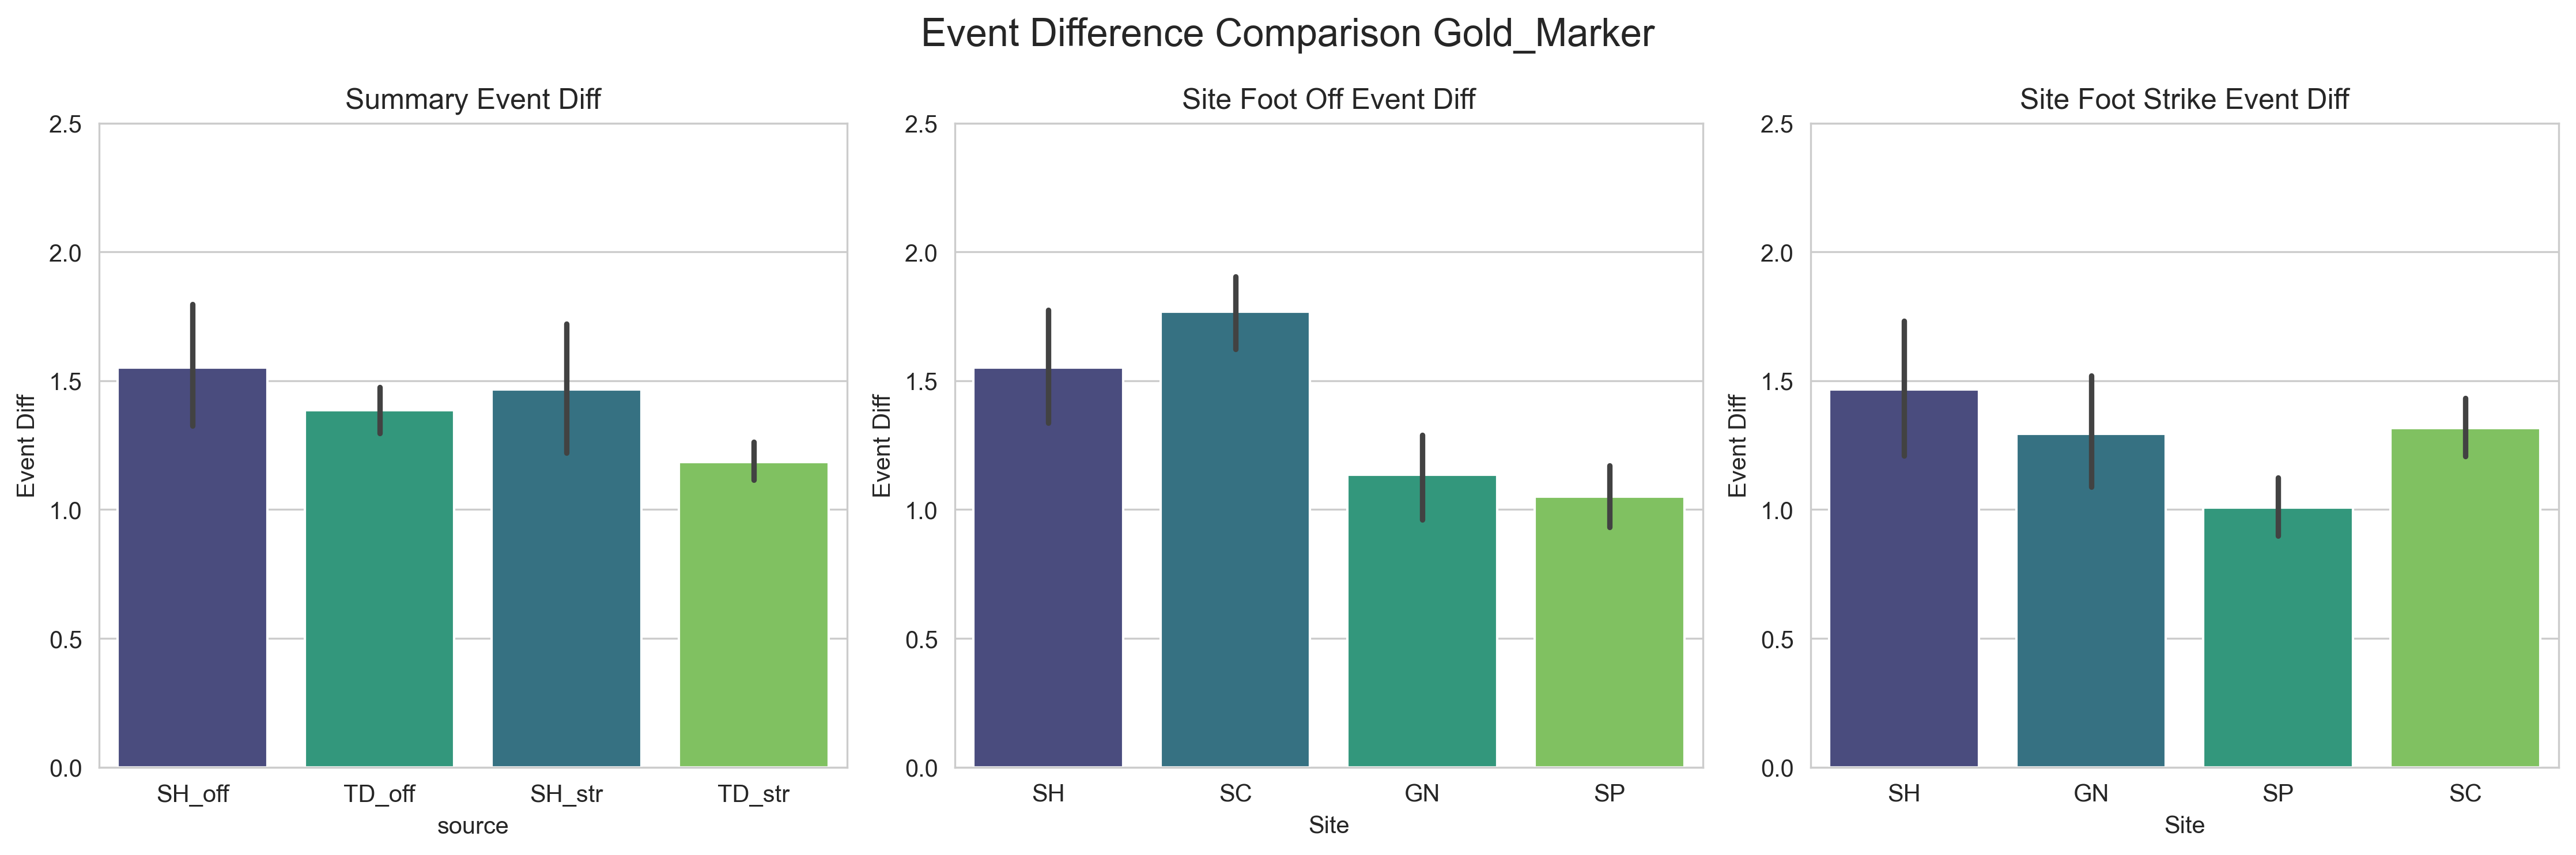 Event Difference Comparison Gold_Marker
Summary Event Diff
2.5
2.0
1.5
1.0
0.5
0.0
Event Diff
SH_off TD_off SH_str TD_str
source
Site Foot Off Event Diff
2.5
2.0
1.5
1.0
0.5
0.0
Event Diff
SH SC GN SP
Site
Site Foot Strike Event Diff
2.5
2.0
1.5
1.0
0.5
0.0
Event Diff
SH GN SP SC
Site